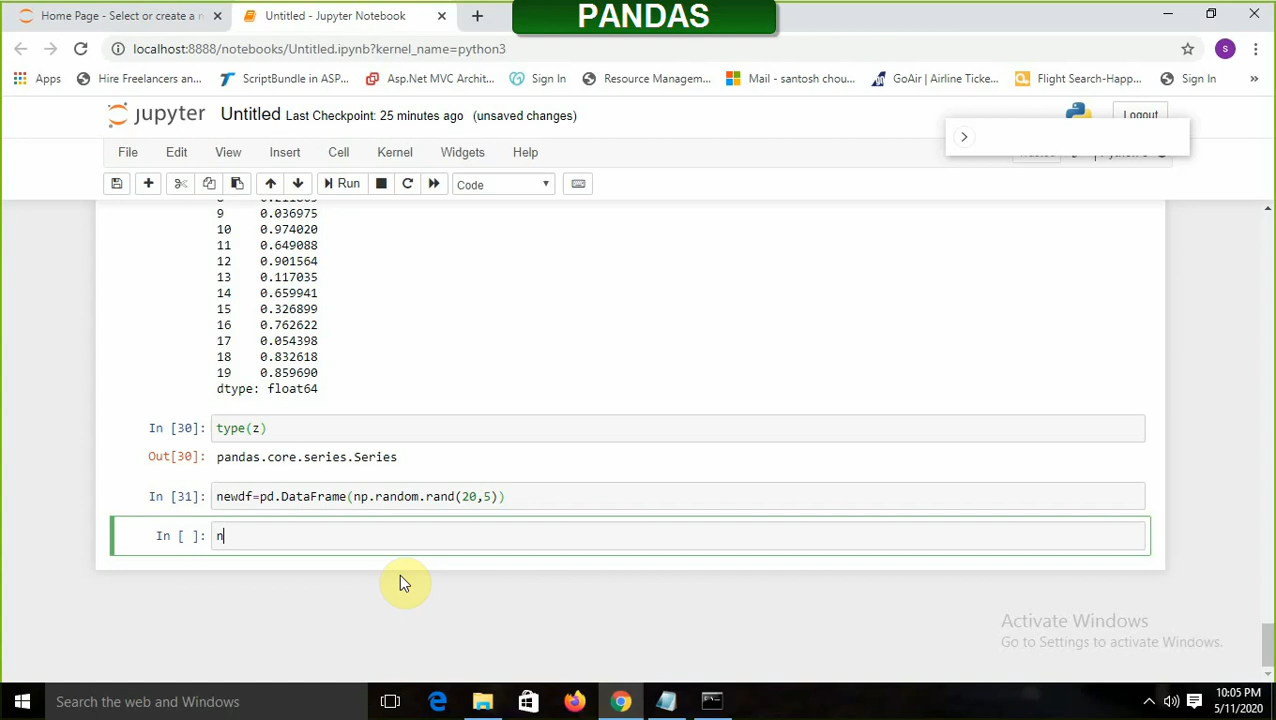 PANDAS
Home Page - Select or create a n
Untitled - Jupyter Notebook
localhost:8888/notebooks/Untitled.ipynb?kernel_name=python3
S
Apps
Hire Freelancers an...
ScriptBundle in ASP...
Asp.Net MVC Archit...
Sign In
Resource Managem...
Mail - santosh chou...
GoAir | Airline Ticke...
Flight Search-Happ...
Sign In
»
jupyter Untitled Last Checkpoint: 25 minutes ago (unsaved changes)
Logout
File Edit View Insert Cell Kernel Widgets Help
Run
Code
9 0.036975
10 0.974020
11 0.649088
12 0.901564
13 0.117035
14 0.659941
15 0.326899
16 0.762622
17 0.054398
18 0.832618
19 0.859690
dtype: float64
In [30]: type(z)
Out[30]: pandas.core.series.Series
In [31]: newdf=pd.DataFrame(np.random.rand(20,5))
In [ ]: n
Activate Windows
Go to Settings to activate Windows.
Search the web and Windows
10:05 PM
5/11/2020